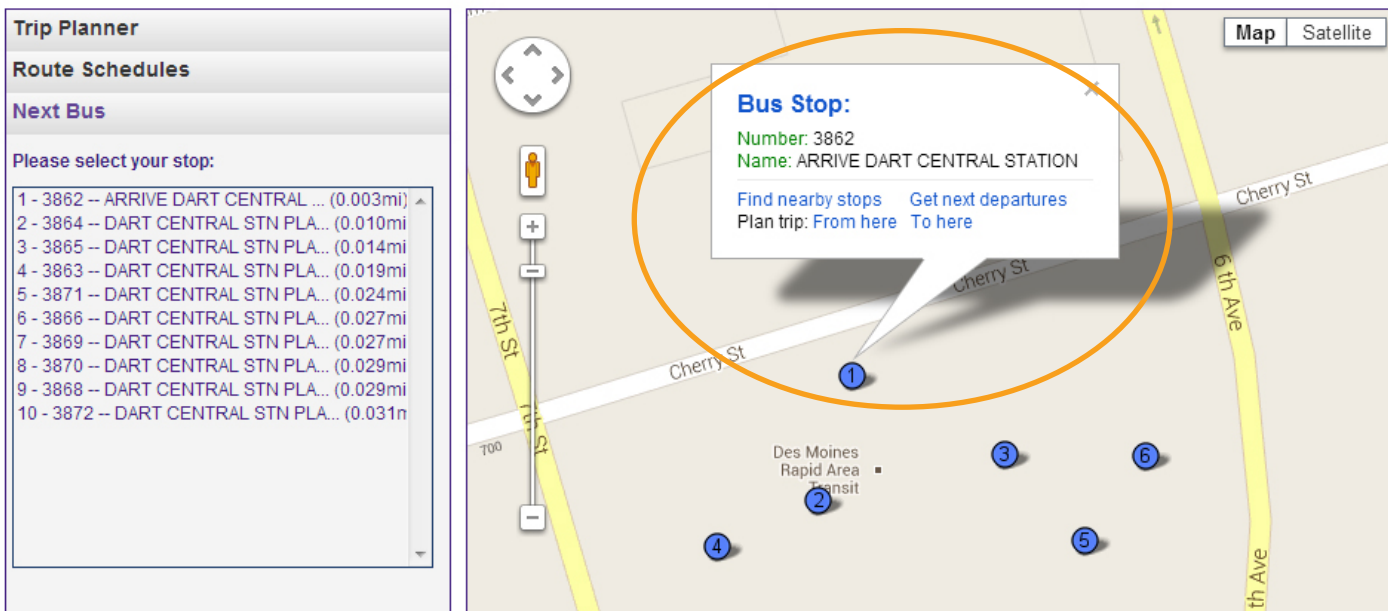 Trip Planner
Route Schedules
Next Bus
Please select your stop:
1 - 3862 -- ARRIVE DART CENTRAL ... (0.003mi)
2 - 3864 -- DART CENTRAL STN PLA... (0.010mi
3 - 3865 -- DART CENTRAL STN PLA... (0.014mi
4 - 3863 -- DART CENTRAL STN PLA... (0.019mi
5 - 3871 -- DART CENTRAL STN PLA... (0.024mi
6 - 3866 -- DART CENTRAL STN PLA... (0.027mi
7 - 3869 -- DART CENTRAL STN PLA... (0.027mi
8 - 3870 -- DART CENTRAL STN PLA... (0.029mi
9 - 3868 -- DART CENTRAL STN PLA... (0.029mi
10 - 3872 -- DART CENTRAL STN PLA... (0.031m
Map Satellite
Bus Stop:
Number: 3862
Name: ARRIVE DART CENTRAL STATION
Find nearby stops Get next departures
Plan trip: From here To here
Cherry St
Cherry St
6 th Ave
7th St
Cherry St
1
7th St
700
Des Moines
Rapid Area
Transit
3
6
2
4
5
th Ave